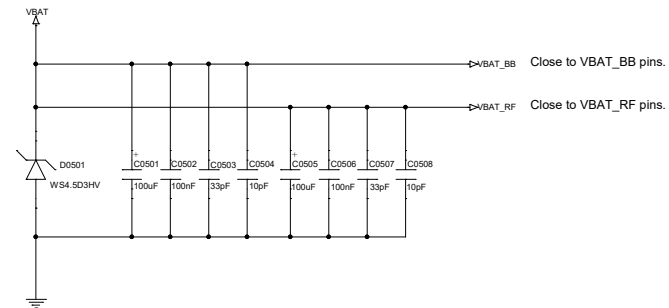 VBAT
VBAT_BB Close to VBAT_BB pins.
VBAT_RF Close to VBAT_RF pins.
D0501
WS4.5D3HV
+ C0501 C0502 C0503 C0504 + C0505 C0506 C0507 C0508
100uF 100nF 33pF 10pF 100uF 100nF 33pF 10pF